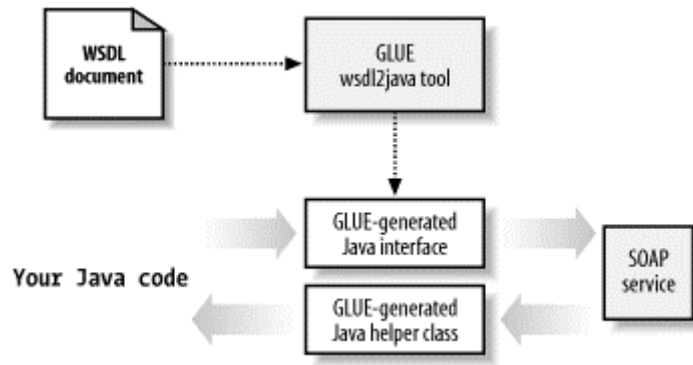 WSDL
document
GLUE
wsdl2java tool
GLUE-generated
Java interface
Your Java code
GLUE-generated
Java helper class
SOAP
service